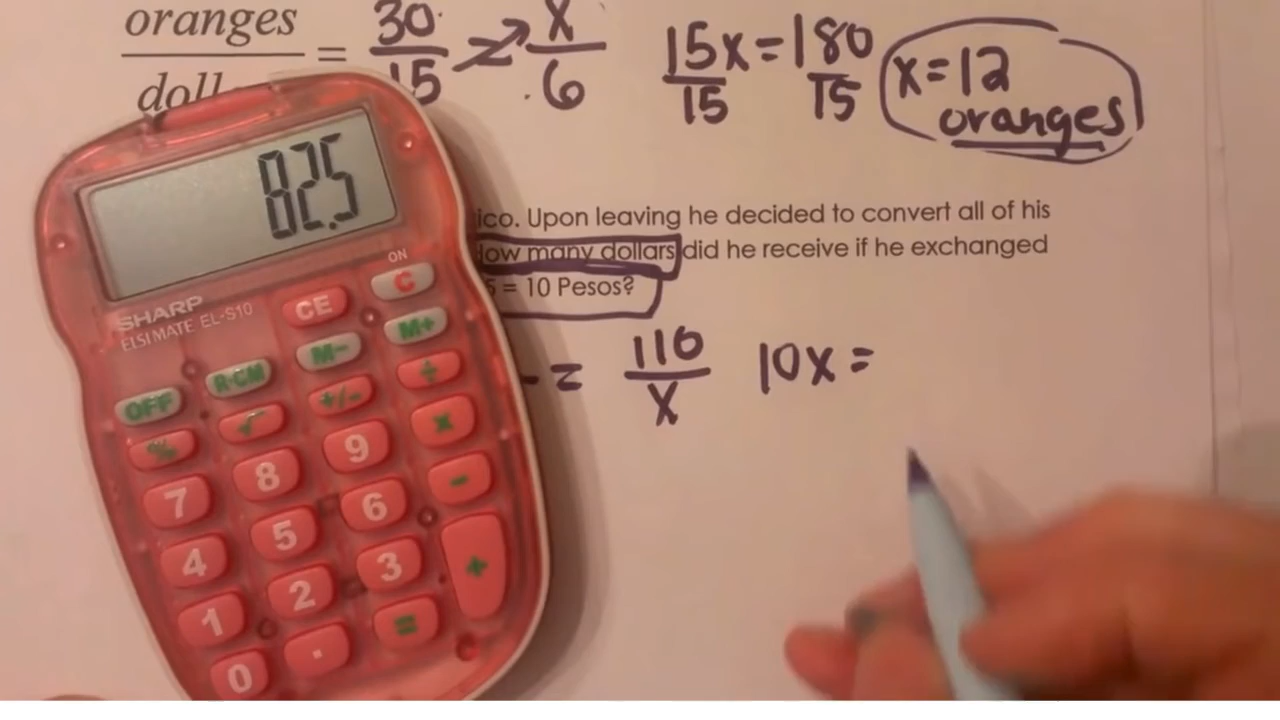 oranges = 30 x 15x = 180 x = 12
doll 15 .6 15 15 oranges
82.5
ico. Upon leaving he decided to convert all of his
How many dollars did he receive if he exchanged
5 = 10 Pesos?
- = 110 10x =
x
SHARP
ELSIMATE EL-S10
ON
CE C
OFF R·CM M- M+
% √ +/- ÷
7 8 9 x
4 5 6 -
1 2 3 +
0 . =